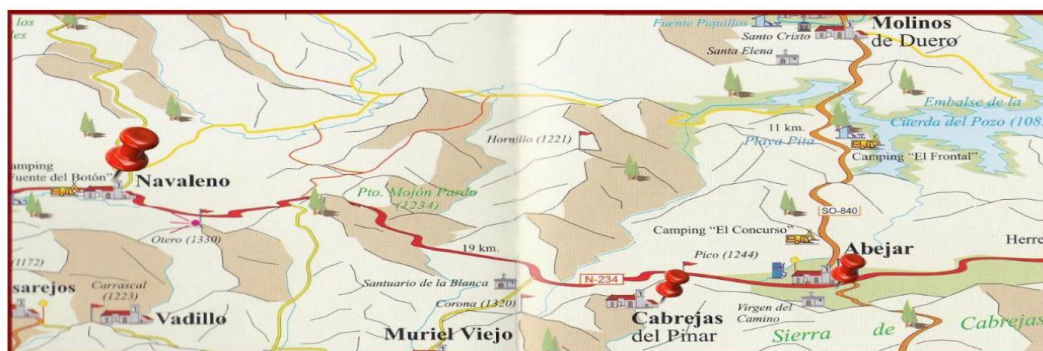 los
les
Fuente Piquillos
Santo Cristo
Santa Elena
Molinos
de Duero
Embalse de la
Cuerda del Pozo (108
11 km.
Playa Pita
Camping "El Frontal"
Hornillo (1221)
amping
uente del Botón"
Navaleno
Pto. Mojón Pardo
(1234)
Otero (1330)
SO-840
Camping "El Concurso"
Abejar
Herre
19 km.
Pico (1244)
(1172)
sarejos
Carrascal
(1223)
Vadillo
Santuario de la Blanca
Corona (1320)
Muriel Viejo
N-234
Cabrejas
del Pinar
Virgen del
Camino
Sierra de Cabrejas